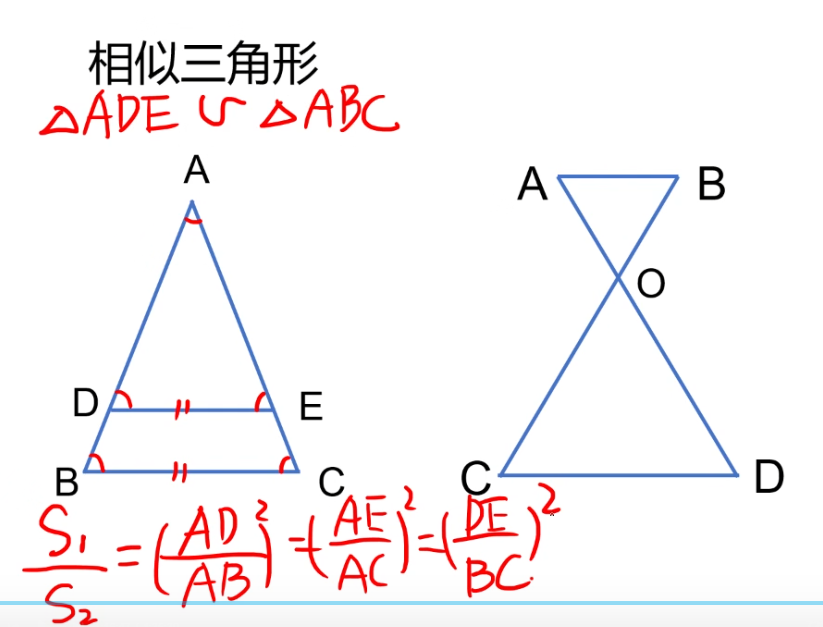 相似三角形
△ADE ∽ △ABC
A
D E
B C
A B
O
C D
S₁/S₂ = (AD/AB)² = (AE/AC)² = (DE/BC)²